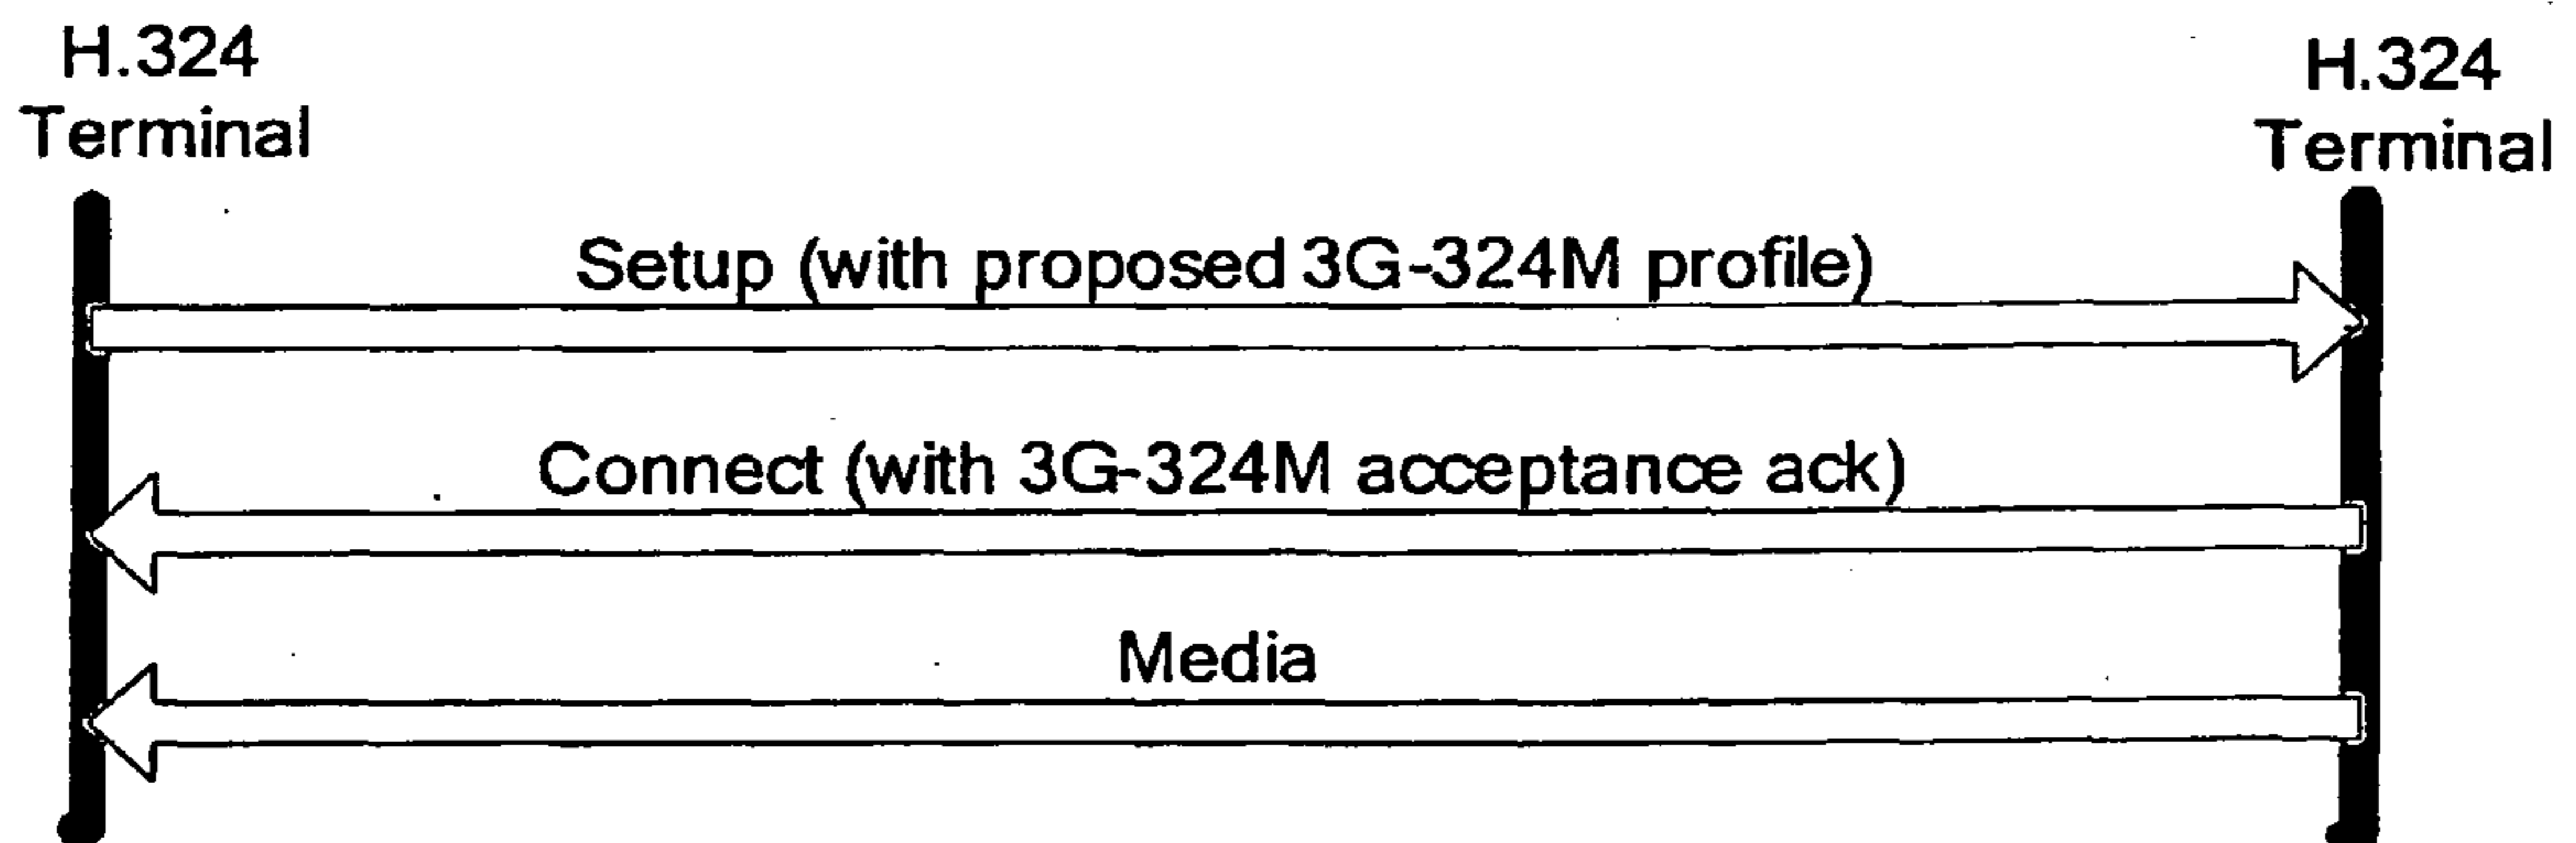 H.324
Terminal
H.324
Terminal
Setup (with proposed 3G-324M profile)
Connect (with 3G-324M acceptance ack)
Media